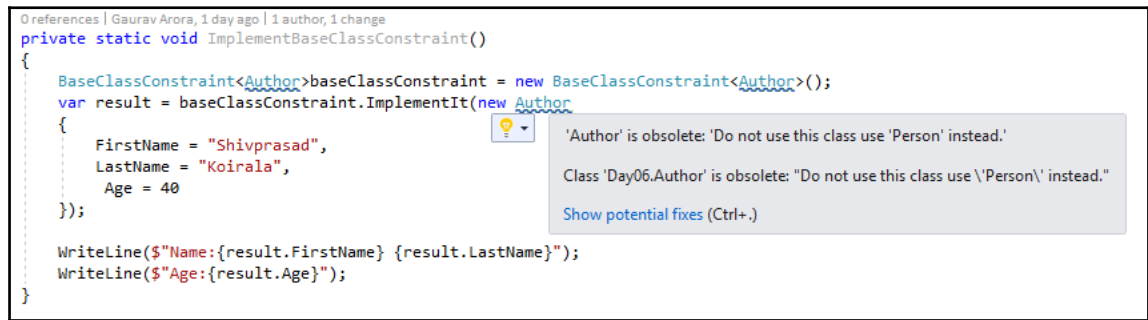 0 references | Gaurav Arora, 1 day ago | 1 author, 1 change
private static void ImplementBaseClassConstraint()
{
BaseClassConstraint<Author>baseClassConstraint = new BaseClassConstraint<Author>();
var result = baseClassConstraint.ImplementIt(new Author
{
FirstName = "Shivprasad",
LastName = "Koirala",
Age = 40
});
'Author' is obsolete: 'Do not use this class use 'Person' instead.'
Class 'Day06.Author' is obsolete: "Do not use this class use \'Person\' instead."
Show potential fixes (Ctrl+.)
WriteLine($"Name:{result.FirstName} {result.LastName}");
WriteLine($"Age:{result.Age}");
}